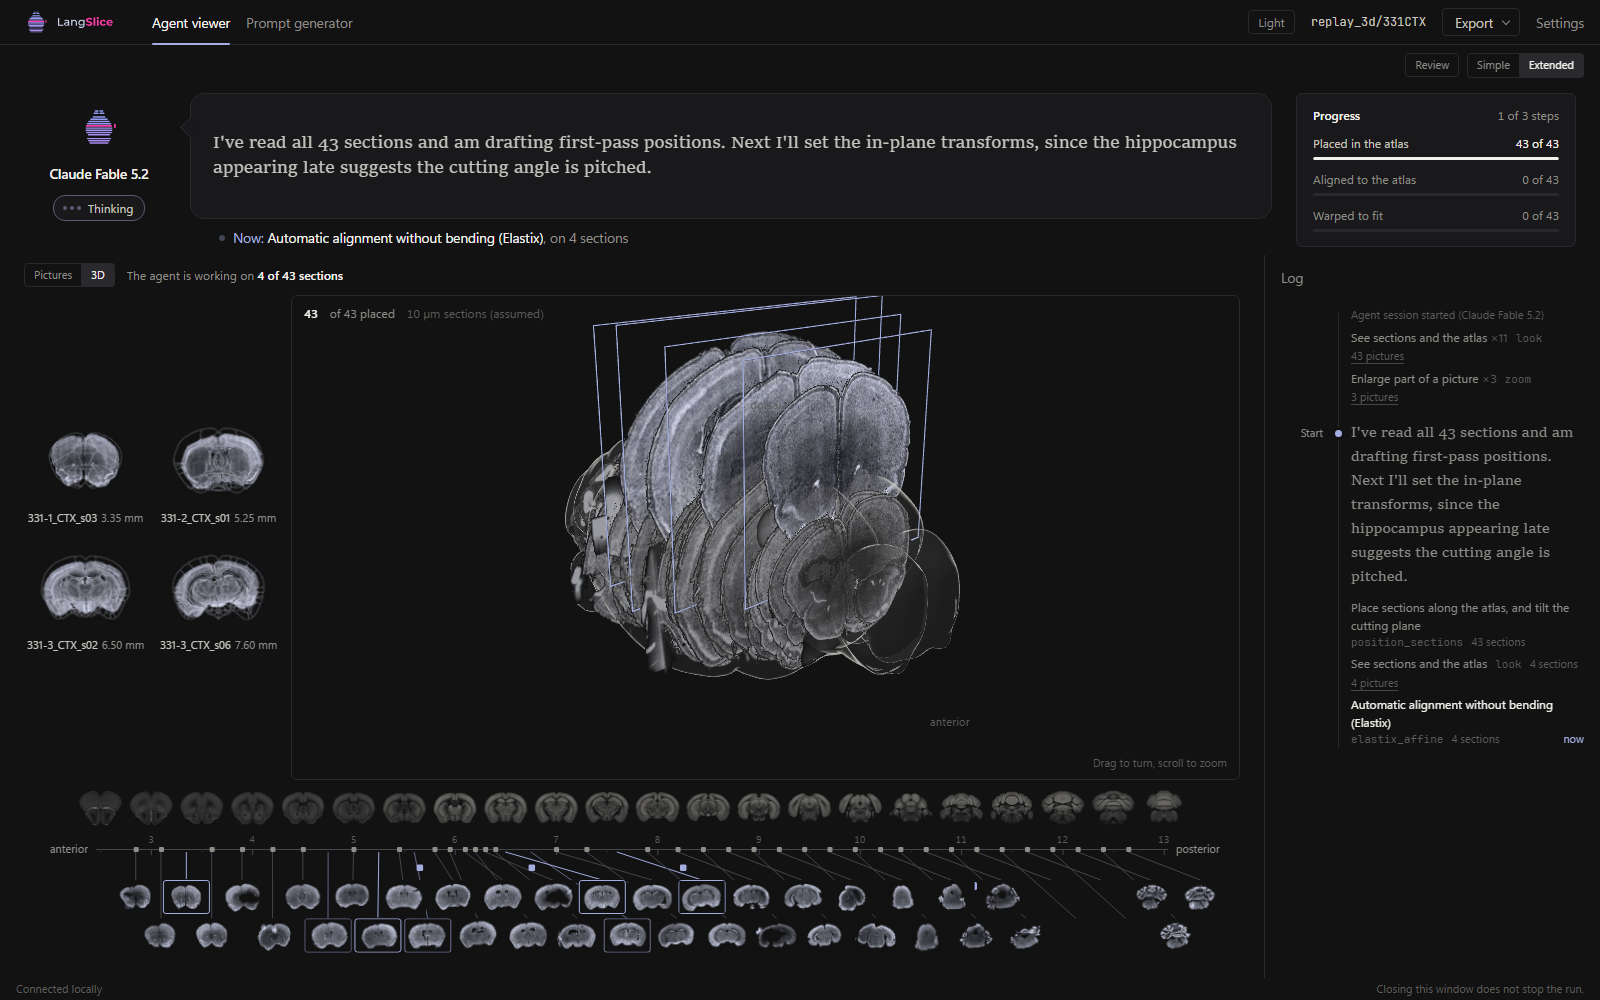 LangSlice
Agent viewer
Prompt generator
Light
replay_3d/331CTX
Export
Settings
Review
Simple
Extended
Claude Fable 5.2
Thinking
I've read all 43 sections and am drafting first-pass positions. Next I'll set the in-plane transforms, since the hippocampus
appearing late suggests the cutting angle is pitched.
Now: Automatic alignment without bending (Elastix), on 4 sections
Progress
1 of 3 steps
Placed in the atlas
43 of 43
Aligned to the atlas
0 of 43
Warped to fit
0 of 43
Pictures
3D
The agent is working on 4 of 43 sections
43 of 43 placed 10 µm sections (assumed)
331-1_CTX_s03 3.35 mm
331-2_CTX_s01 5.25 mm
331-3_CTX_s02 6.50 mm
331-3_CTX_s06 7.60 mm
anterior
Drag to turn, scroll to zoom
Log
Agent session started (Claude Fable 5.2)
See sections and the atlas ×11 look
43 pictures
Enlarge part of a picture ×3 zoom
3 pictures
Start
I've read all 43 sections and am
drafting first-pass positions.
Next I'll set the in-plane
transforms, since the
hippocampus appearing late
suggests the cutting angle is
pitched.
Place sections along the atlas, and tilt the
cutting plane
position_sections 43 sections
See sections and the atlas look 4 sections
4 pictures
Automatic alignment without bending
(Elastix)
elastix_affine 4 sections now
3 4 5 6 7 8 9 10 11 12 13
anterior
posterior
Connected locally
Closing this window does not stop the run.